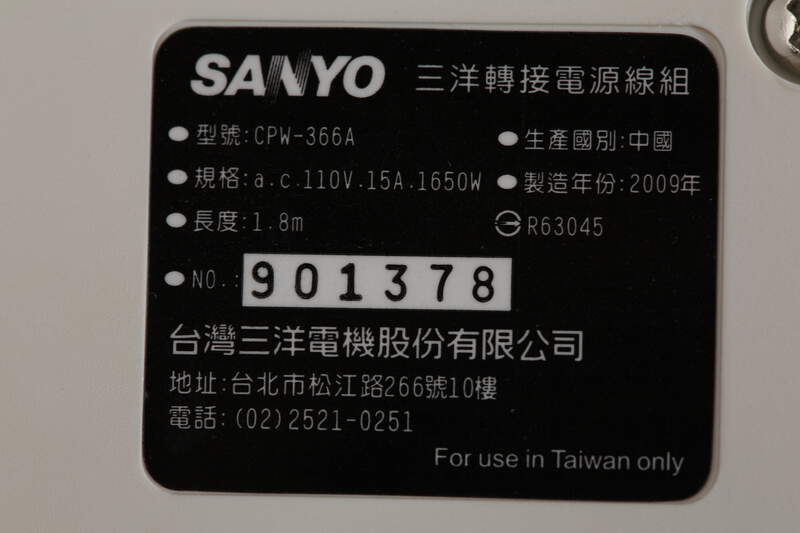 SANYO 三洋轉接電源線組
●型號:CPW-366A ●生產國別:中國
●規格:a.c.110V.15A.1650W ●製造年份:2009年
●長度:1.8m R63045
●NO.:901378
台灣三洋電機股份有限公司
地址:台北市松江路266號10樓
電話:(02)2521-0251
For use in Taiwan only